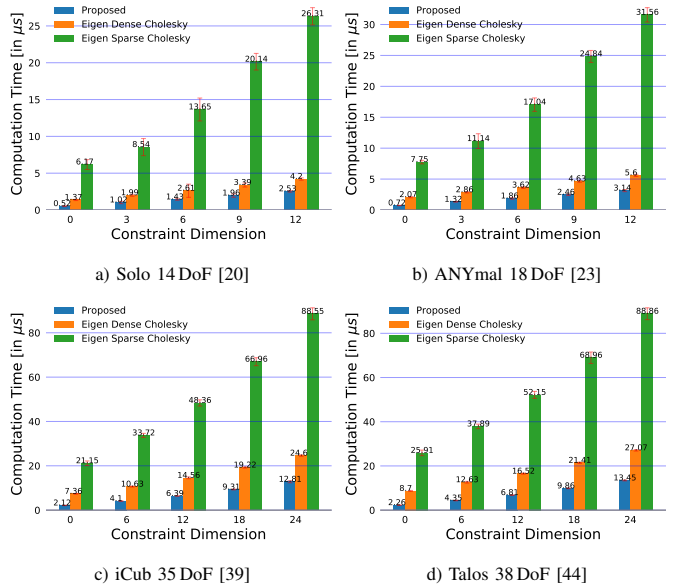 Computation Time [in μs]
25
20
15
10
5
0
Proposed
Eigen Dense Cholesky
Eigen Sparse Cholesky
0.52 1.37 6.17
1.02 1.99 8.54
1.43 2.61 13.65
1.96 3.39 20.14
2.53 4.2 26.31
0 3 6 9 12
Constraint Dimension
a) Solo 14 DoF [20]
Computation Time [in μs]
30
25
20
15
10
5
0
Proposed
Eigen Dense Cholesky
Eigen Sparse Cholesky
0.72 2.07 7.75
1.32 2.86 11.14
1.86 3.62 17.04
2.46 4.63 24.84
3.14 5.6 31.56
0 3 6 9 12
Constraint Dimension
b) ANYmal 18 DoF [23]
Computation Time [in μs]
80
60
40
20
0
Proposed
Eigen Dense Cholesky
Eigen Sparse Cholesky
2.12 7.36 21.15
4.1 10.63 33.72
6.39 14.56 48.36
9.31 19.22 66.96
12.81 24.6 88.55
0 6 12 18 24
Constraint Dimension
c) iCub 35 DoF [39]
Computation Time [in μs]
80
60
40
20
0
Proposed
Eigen Dense Cholesky
Eigen Sparse Cholesky
2.26 8.7 25.91
4.35 12.63 37.89
6.81 16.52 52.15
9.86 21.41 68.96
13.45 27.07 88.86
0 6 12 18 24
Constraint Dimension
d) Talos 38 DoF [44]